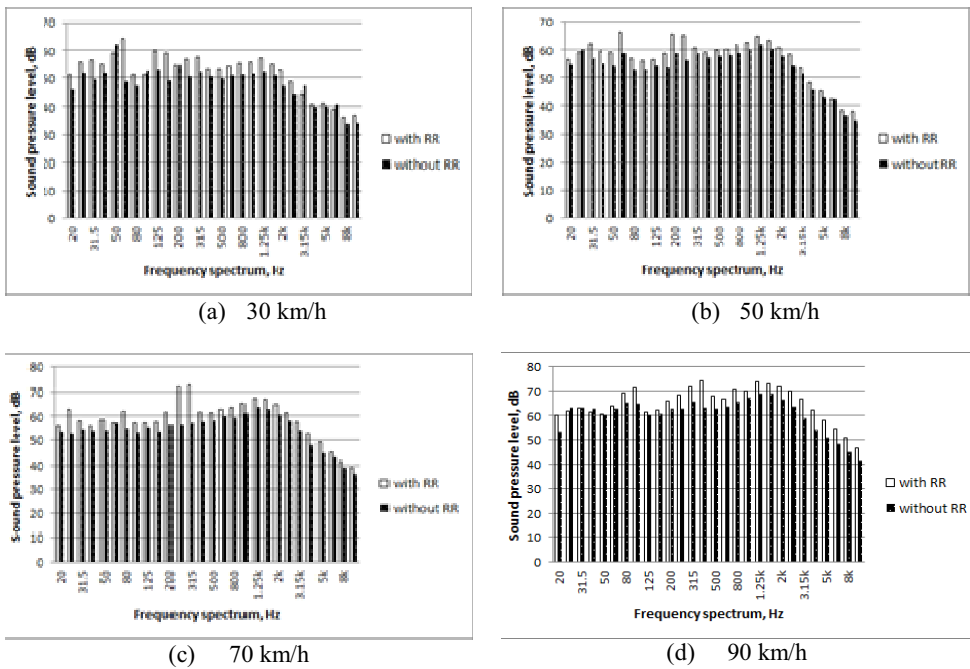 70
60
50
40
30
20
10
0
Sound pressure level, dB
20
31.5
50
80
125
200
315
500
800
1.25k
2k
3.15k
5k
8k
Frequency spectrum, Hz
with RR
without RR
(a) 30 km/h
70
60
50
40
30
20
10
0
Sound pressure level, dB
20
31.5
50
80
125
200
315
500
800
1.25k
2k
3.15k
5k
8k
Frequency spectrum, Hz
with RR
without RR
(b) 50 km/h
80
70
60
50
40
30
20
10
0
Sound pressure level, dB
20
31.5
50
80
125
200
315
500
800
1.25k
2k
3.15k
5k
8k
Frequency spectrum, Hz
with RR
without RR
(c) 70 km/h
80
70
60
50
40
30
20
10
0
Sound pressure level, dB
20
31.5
50
80
125
200
315
500
800
1.25k
2k
3.15k
5k
8k
Frequency spectrum, Hz
with RR
without RR
(d) 90 km/h